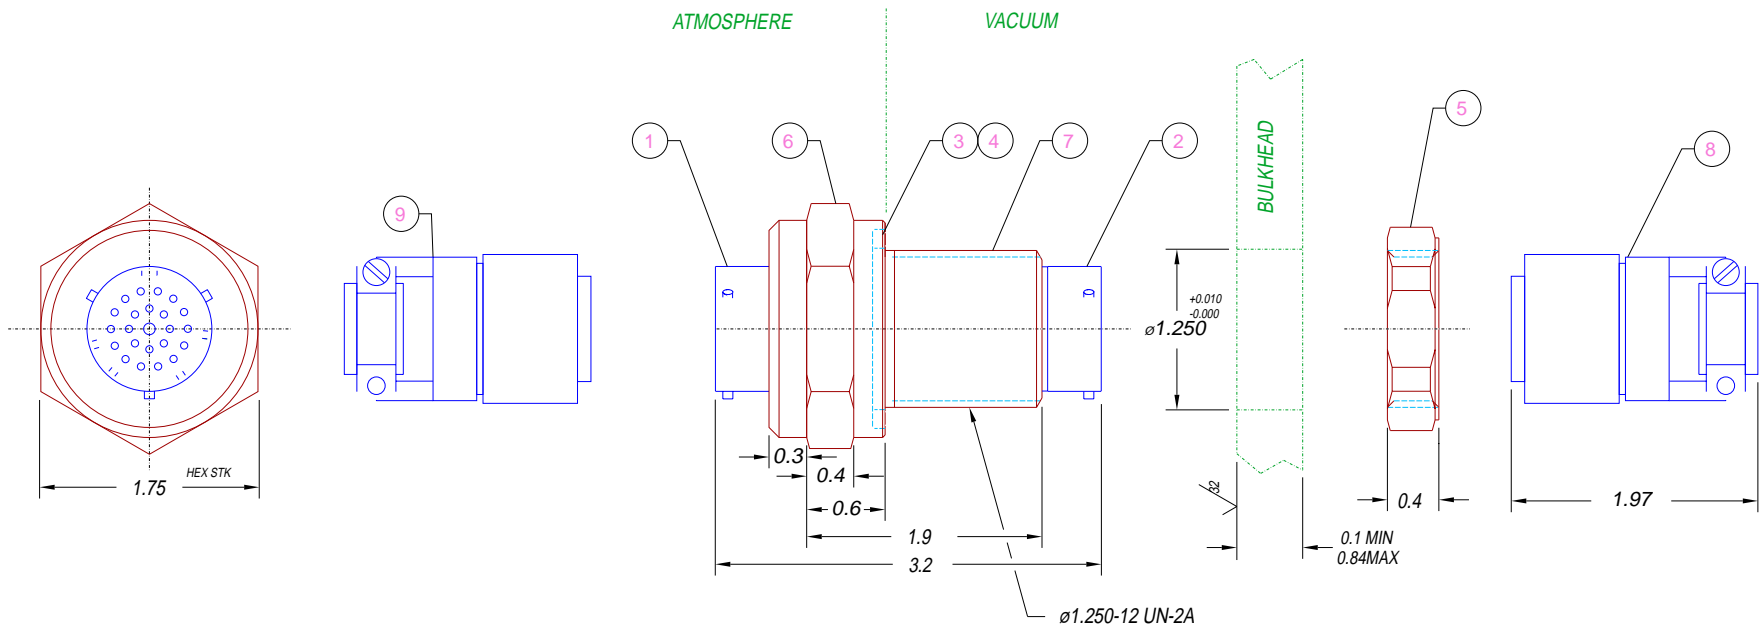 ATMOSPHERE
VACUUM
BULKHEAD
1
6
3
4
7
2
5
8
9
+0.010
-0.000
ø1.250
HEX STK
1.75
0.3
0.4
0.6
1.9
3.2
32
0.4
1.97
0.1 MIN
0.84MAX
ø1.250-12 UN-2A